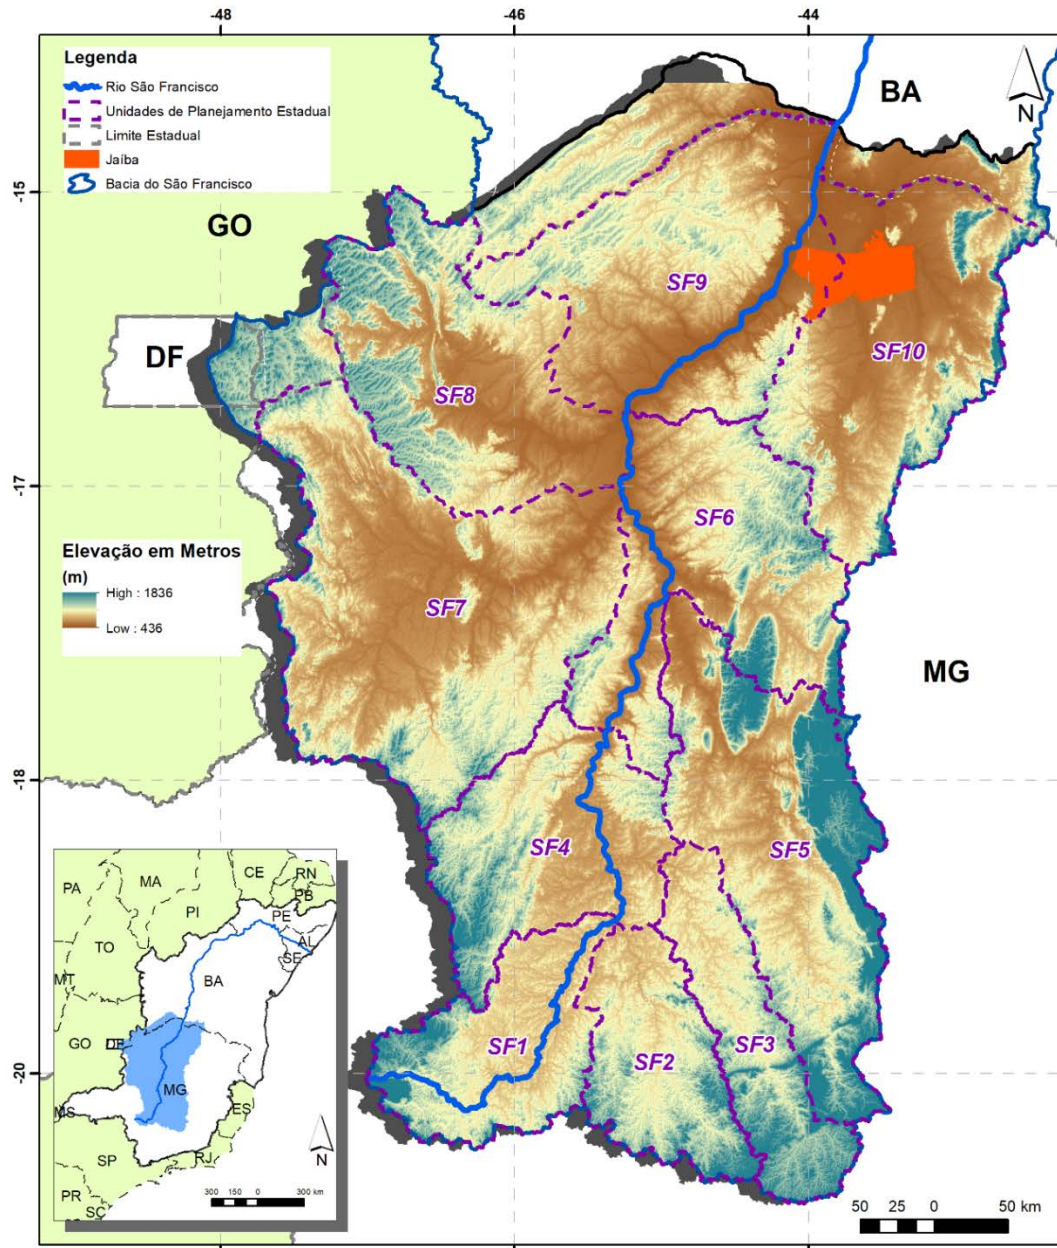 -48
-46
-44
Legenda
Rio São Francisco
Unidades de Planejamento Estadual
Limite Estadual
Jaíba
Bacia do São Francisco
BA
N
-15
GO
SF9
DF
SF10
SF8
-17
SF6
Elevação em Metros
(m)
High : 1836
Low : 436
SF7
MG
-18
SF4
SF5
CE
RN
PA
MA
PB
PI
PE
AL
TO
SE
BA
MT
GO
DF
MG
MS
ES
SP
RJ
N
PR
SC
300 150 0 300 km
SF1
SF2
SF3
-20
50 25 0 50 km